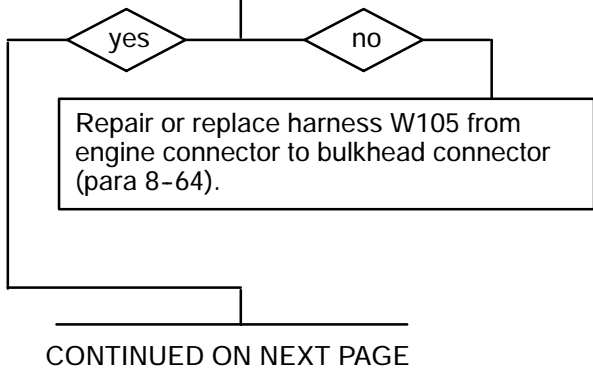 yes
no
Repair or replace harness W105 from
engine connector to bulkhead connector
(para 8-64).
CONTINUED ON NEXT PAGE